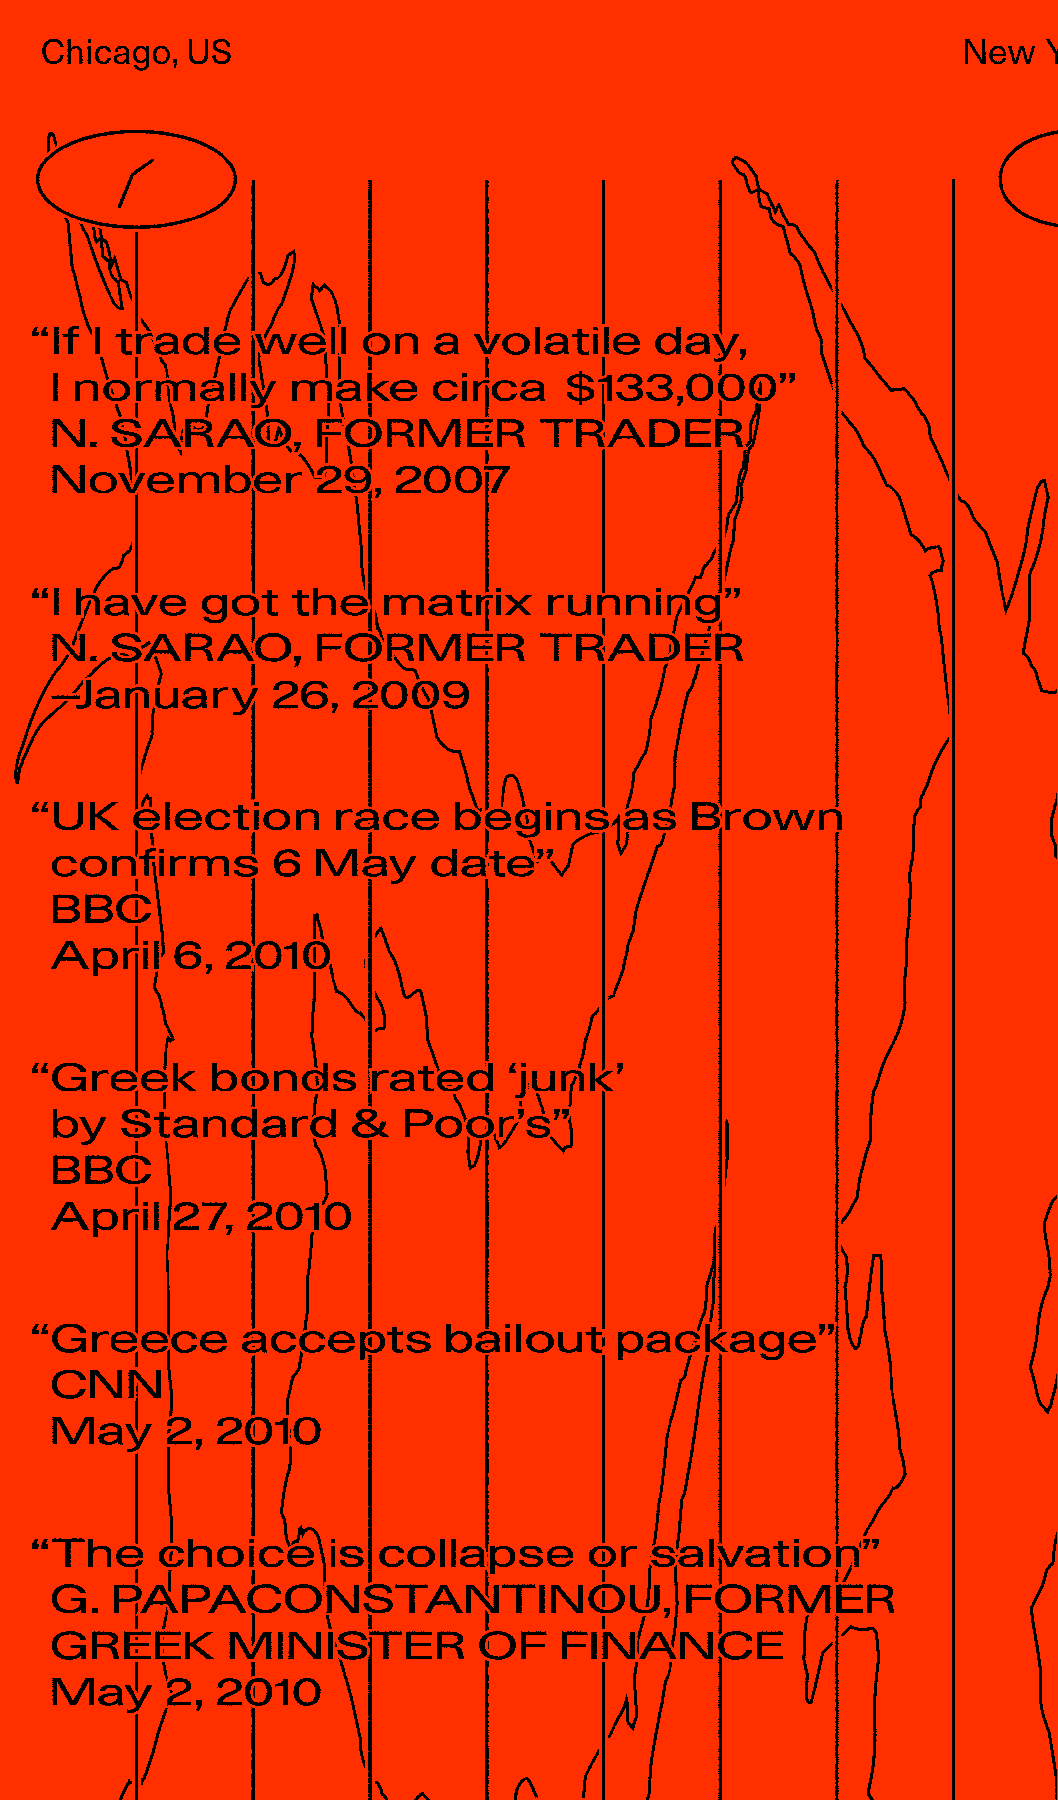 Chicago, US
New Y
“If I trade well on a volatile day,
I normally make circa $133,000”
N. SARAO, FORMER TRADER
November 29, 2007
“I have got the matrix running”
N. SARAO, FORMER TRADER
–January 26, 2009
“UK election race begins as Brown
confirms 6 May date”
BBC
April 6, 2010
“Greek bonds rated ‘junk’
by Standard & Poor’s”
BBC
April 27, 2010
“Greece accepts bailout package”
CNN
May 2, 2010
“The choice is collapse or salvation”
G. PAPACONSTANTINOU, FORMER
GREEK MINISTER OF FINANCE
May 2, 2010